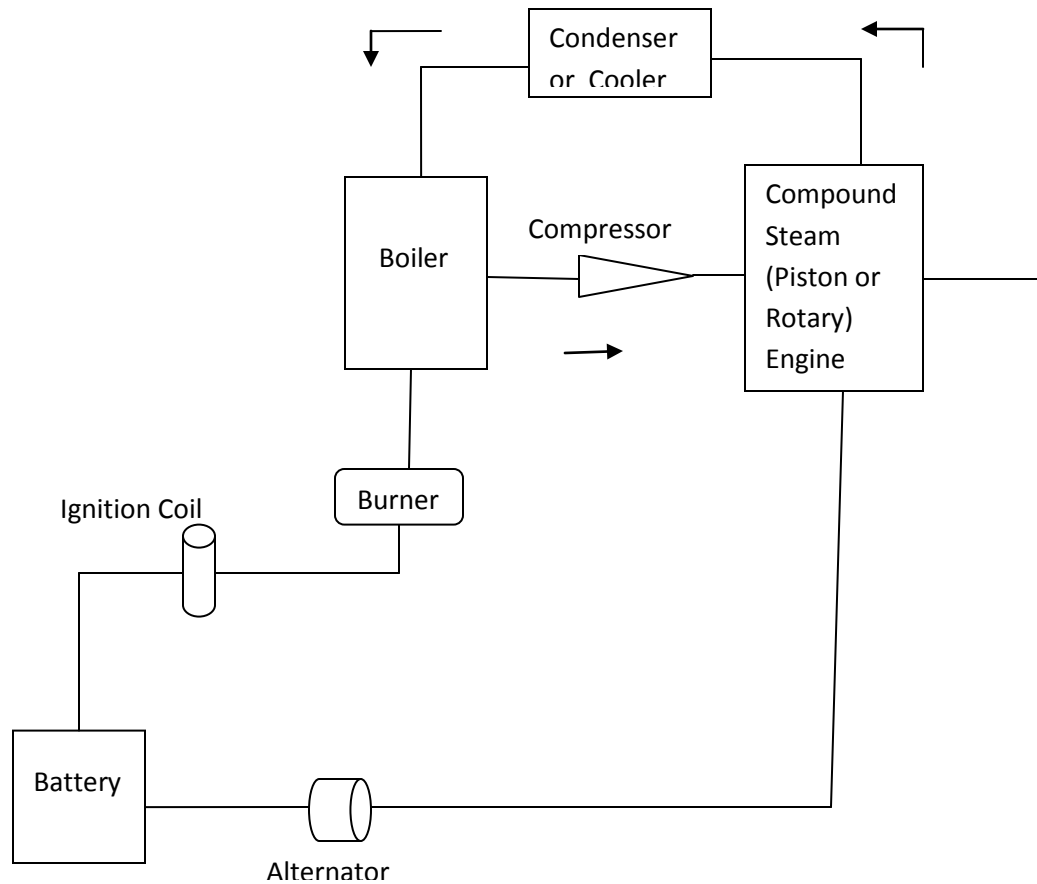 Condenser
or Cooler
Compound
Steam
(Piston or
Rotary)
Engine
Compressor
Boiler
Burner
Ignition Coil
Battery
Alternator